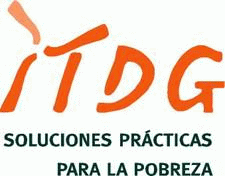 ITDG
SOLUCIONES PRÁCTICAS
PARA LA POBREZA